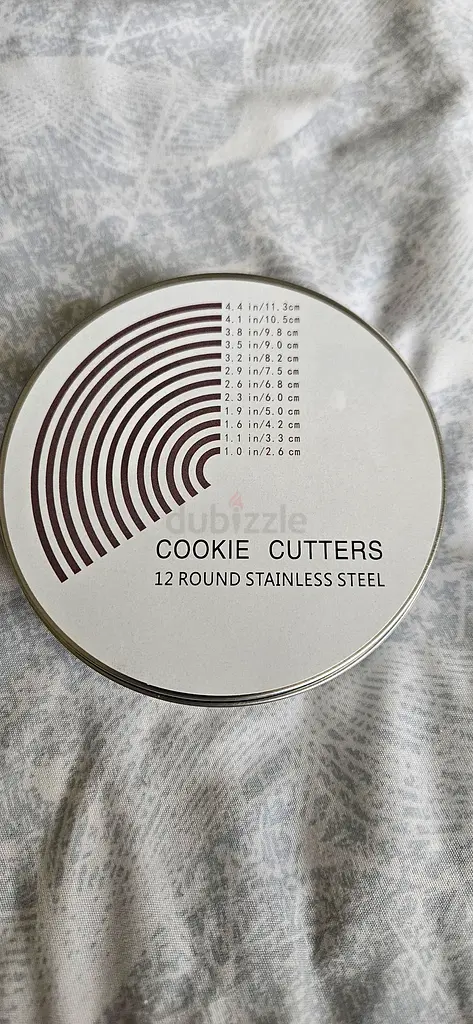 4.4 in/11.3cm
4.1 in/10.5cm
3.8 in/9.8 cm
3.5 in/9.0 cm
3.2 in/8.2 cm
2.9 in/7.5 cm
2.6 in/6.8 cm
2.3 in/6.0 cm
1.9 in/5.0 cm
1.6 in/4.2 cm
1.1 in/3.3 cm
1.0 in/2.6 cm
dubizzle
COOKIE CUTTERS
12 ROUND STAINLESS STEEL